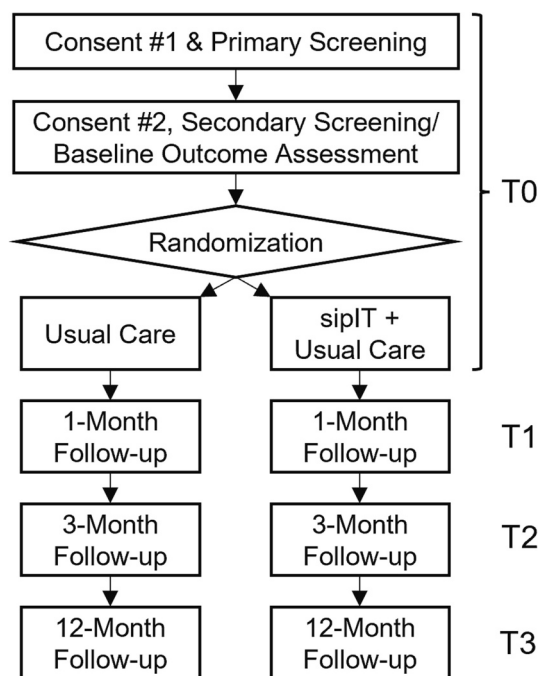 Consent #1 & Primary Screening
Consent #2, Secondary Screening/
Baseline Outcome Assessment
T0
Randomization
Usual Care
sipIT +
Usual Care
1-Month
Follow-up
1-Month
Follow-up
T1
3-Month
Follow-up
3-Month
Follow-up
T2
12-Month
Follow-up
12-Month
Follow-up
T3